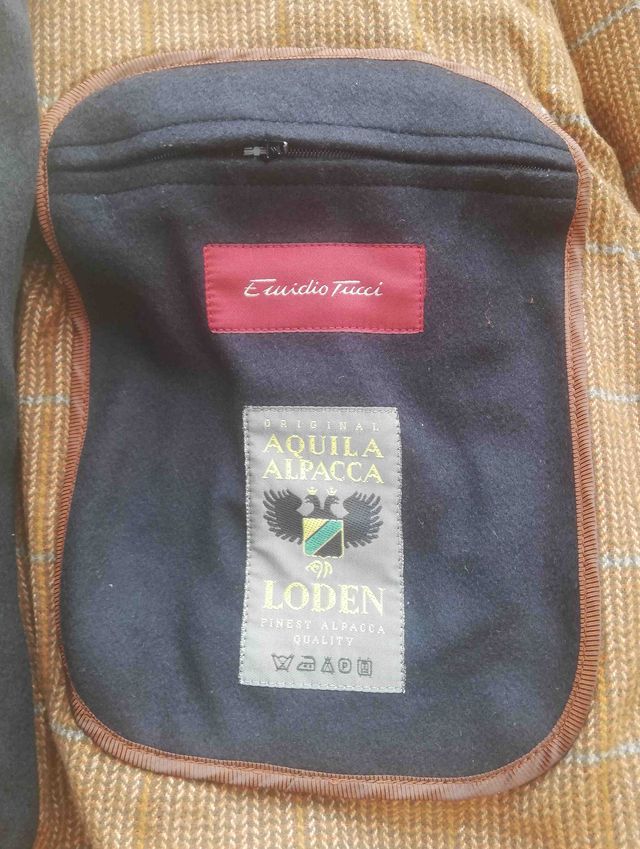 Emidio Tucci
ORIGINAL
AQUILA
ALPACCA
LODEN
FINEST ALPACCA
QUALITY
P